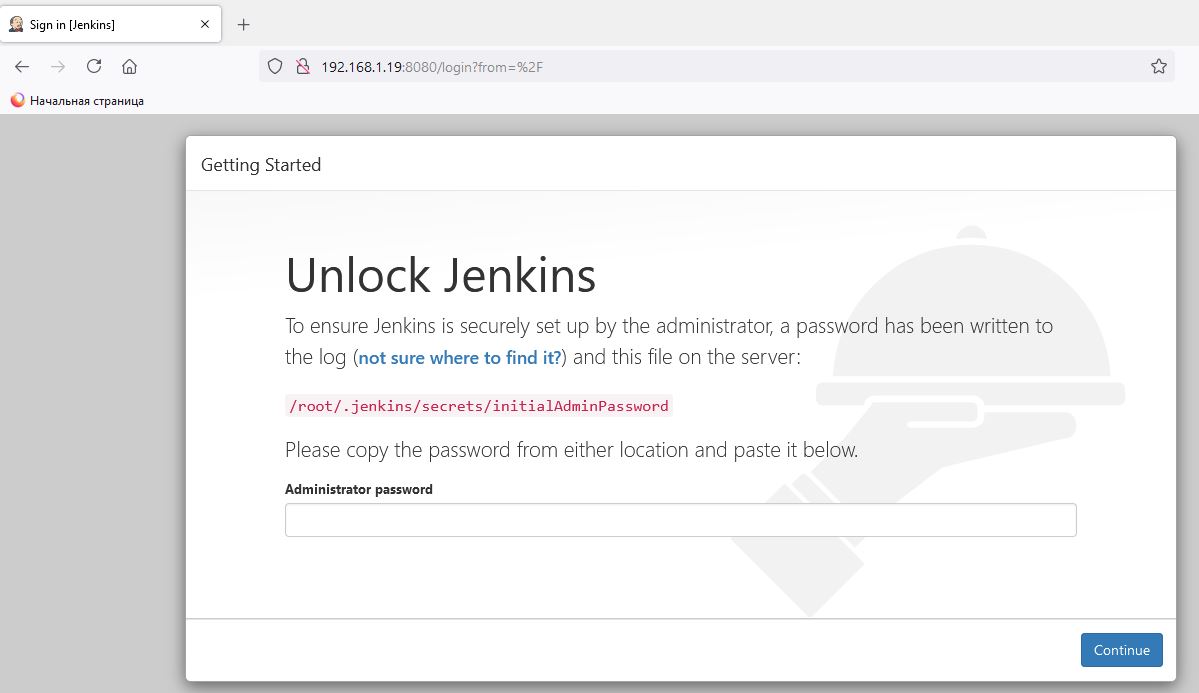 Sign in [Jenkins]
192.168.1.19:8080/login?from=%2F
Начальная страница
Getting Started
Unlock Jenkins
To ensure Jenkins is securely set up by the administrator, a password has been written to
the log (not sure where to find it?) and this file on the server:
/root/.jenkins/secrets/initialAdminPassword
Please copy the password from either location and paste it below.
Administrator password
Continue